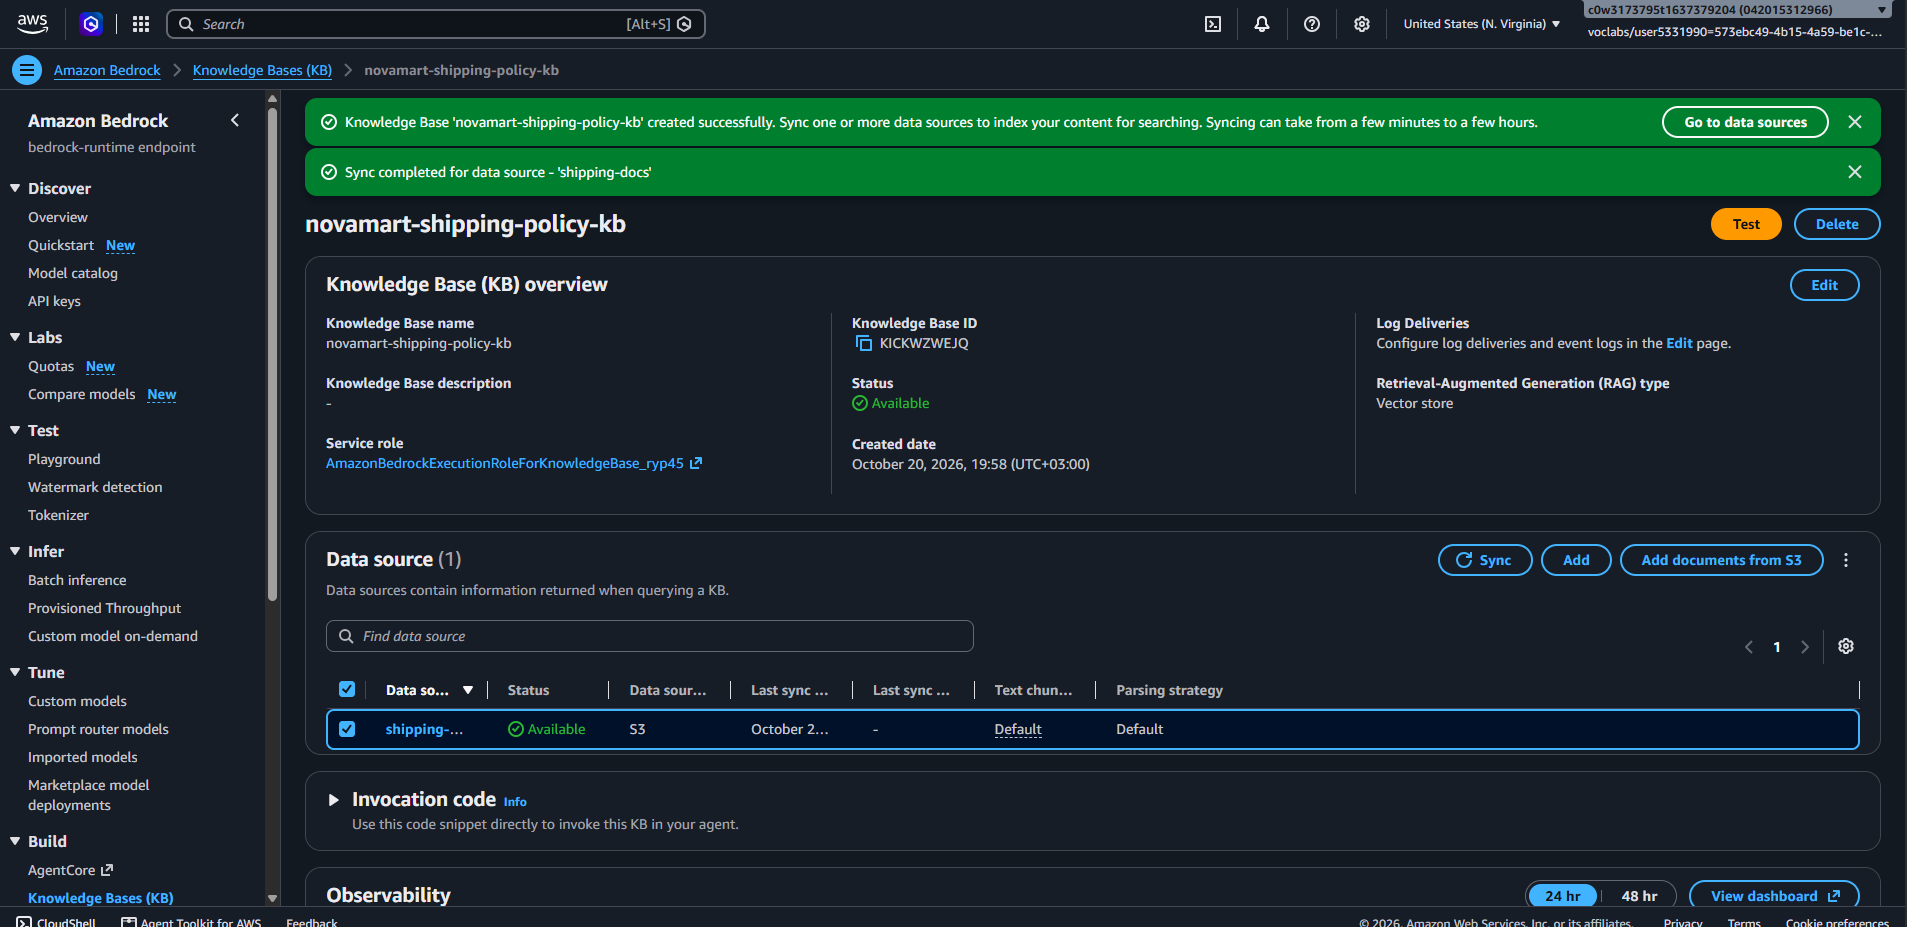 aws
Search [Alt+S]
United States (N. Virginia)
c0w3173795t1637379204 (042015312966)
voclabs/user5331990=573ebc49-4b15-4a59-be1c-...
Amazon Bedrock
Knowledge Bases (KB)
novamart-shipping-policy-kb
Amazon Bedrock
bedrock-runtime endpoint
Discover
Overview
Quickstart New
Model catalog
API keys
Labs
Quotas New
Compare models New
Test
Playground
Watermark detection
Tokenizer
Infer
Batch inference
Provisioned Throughput
Custom model on-demand
Tune
Custom models
Prompt router models
Imported models
Marketplace model
deployments
Build
AgentCore
Knowledge Bases (KB)
Knowledge Base 'novamart-shipping-policy-kb' created successfully. Sync one or more data sources to index your content for searching. Syncing can take from a few minutes to a few hours.
Go to data sources
Sync completed for data source - 'shipping-docs'
novamart-shipping-policy-kb
Test
Delete
Knowledge Base (KB) overview
Edit
Knowledge Base name
novamart-shipping-policy-kb
Knowledge Base description
-
Service role
AmazonBedrockExecutionRoleForKnowledgeBase_ryp45
Knowledge Base ID
KICKWZWEJQ
Status
Available
Created date
October 20, 2026, 19:58 (UTC+03:00)
Log Deliveries
Configure log deliveries and event logs in the Edit page.
Retrieval-Augmented Generation (RAG) type
Vector store
Data source (1)
Sync
Add
Add documents from S3
Data sources contain information returned when querying a KB.
Find data source
1
Data so... Status Data sour... Last sync ... Last sync ... Text chun... Parsing strategy
shipping-... Available S3 October 2... - Default Default
Invocation code Info
Use this code snippet directly to invoke this KB in your agent.
Observability
24 hr
48 hr
View dashboard
CloudShell
Agent Toolkit for AWS
Feedback
© 2026, Amazon Web Services, Inc. or its affiliates.
Privacy
Terms
Cookie preferences